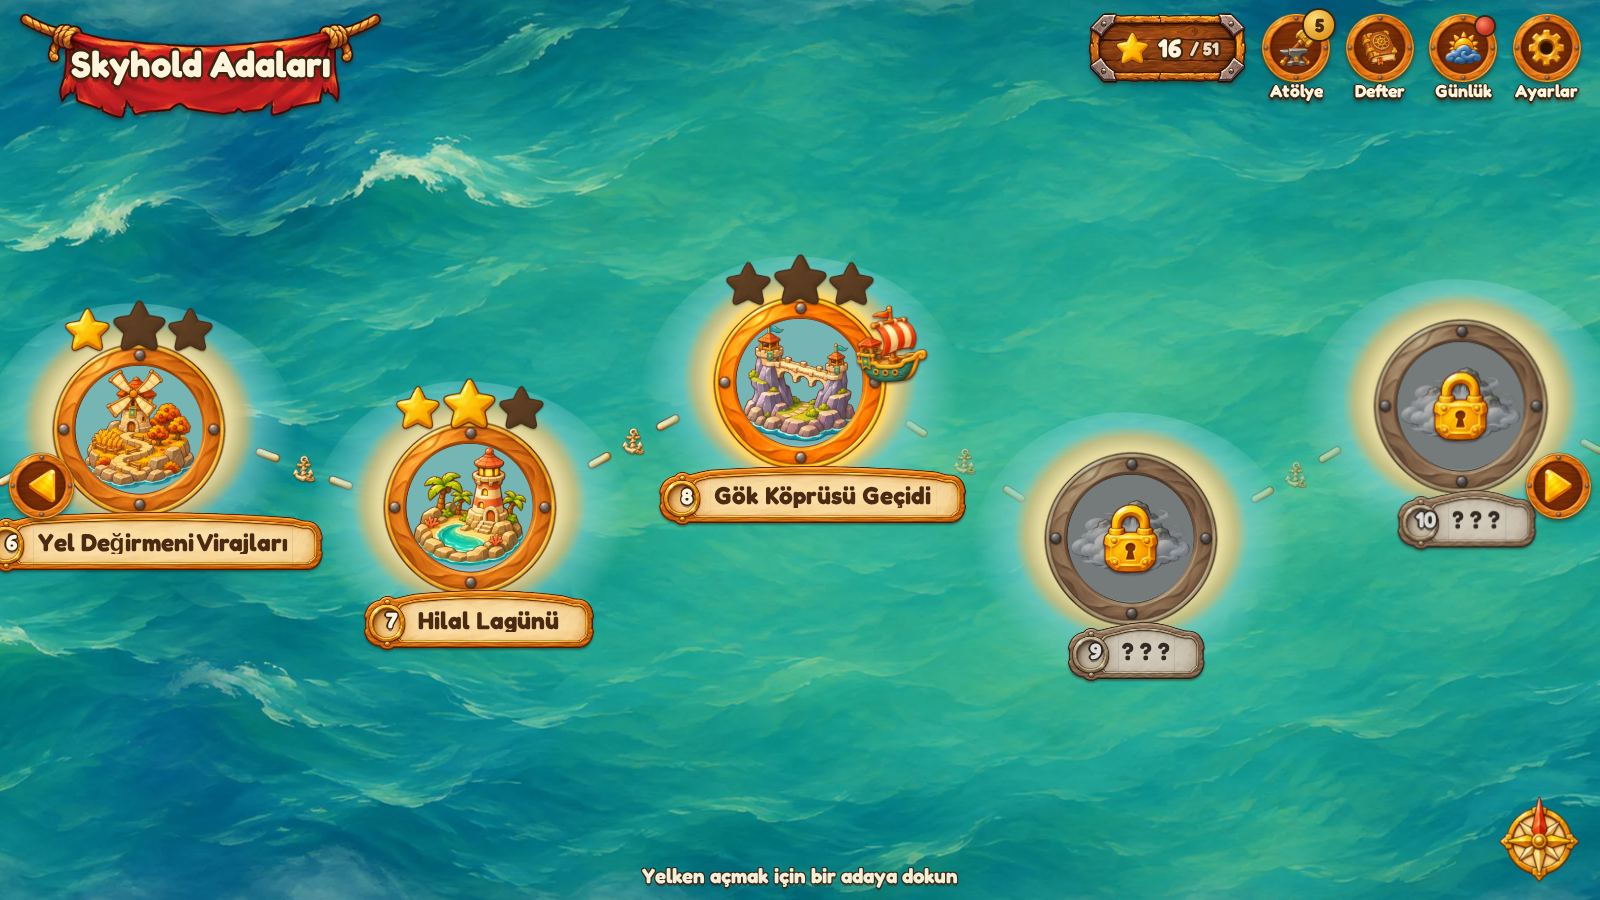 Skyhold Adaları
16 / 51
5
Atölye
Defter
Günlük
Ayarlar
6 Yel Değirmeni Virajları
7 Hilal Lagünü
8 Gök Köprüsü Geçidi
9 ? ? ?
10 ? ? ?
Yelken açmak için bir adaya dokun